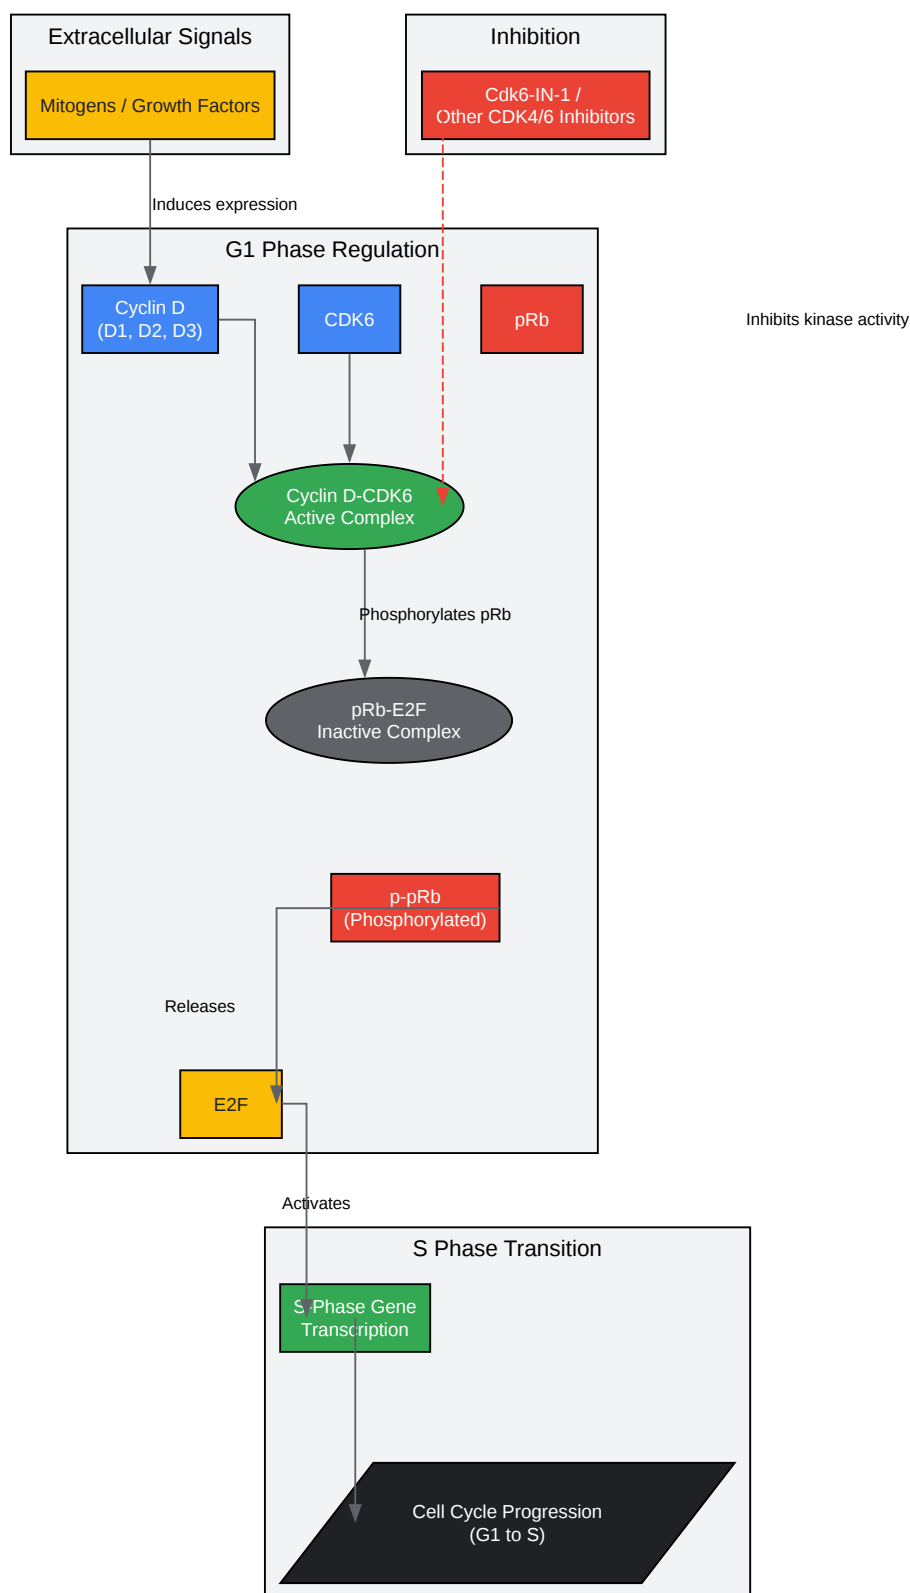 Extracellular Signals
Mitogens / Growth Factors
Inhibition
Cdk6-IN-1 /
Other CDK4/6 Inhibitors
Induces expression
G1 Phase Regulation
Cyclin D
(D1, D2, D3)
CDK6
pRb
Inhibits kinase activity
Cyclin D-CDK6
Active Complex
Phosphorylates pRb
pRb-E2F
Inactive Complex
p-pRb
(Phosphorylated)
Releases
E2F
Activates
S Phase Transition
S-Phase Gene
Transcription
Cell Cycle Progression
(G1 to S)